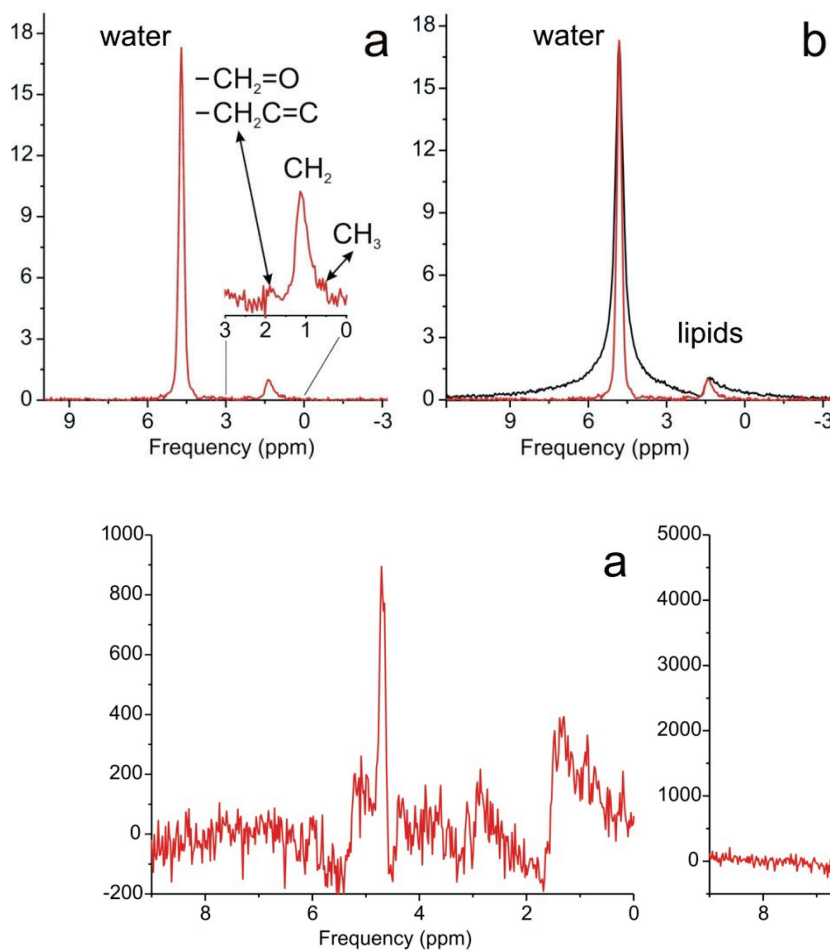 water
a
18
15
12
9
6
3
0
–CH₂=O
–CH₂C=C
CH₂
CH₃
3 2 1 0
9 6 3 0 -3
Frequency (ppm)
water
b
18
15
12
9
6
3
0
lipids
9 6 3 0 -3
Frequency (ppm)
1000
800
600
400
200
0
-200
a
8 6 4 2 0
Frequency (ppm)
5000
4000
3000
2000
1000
0
8